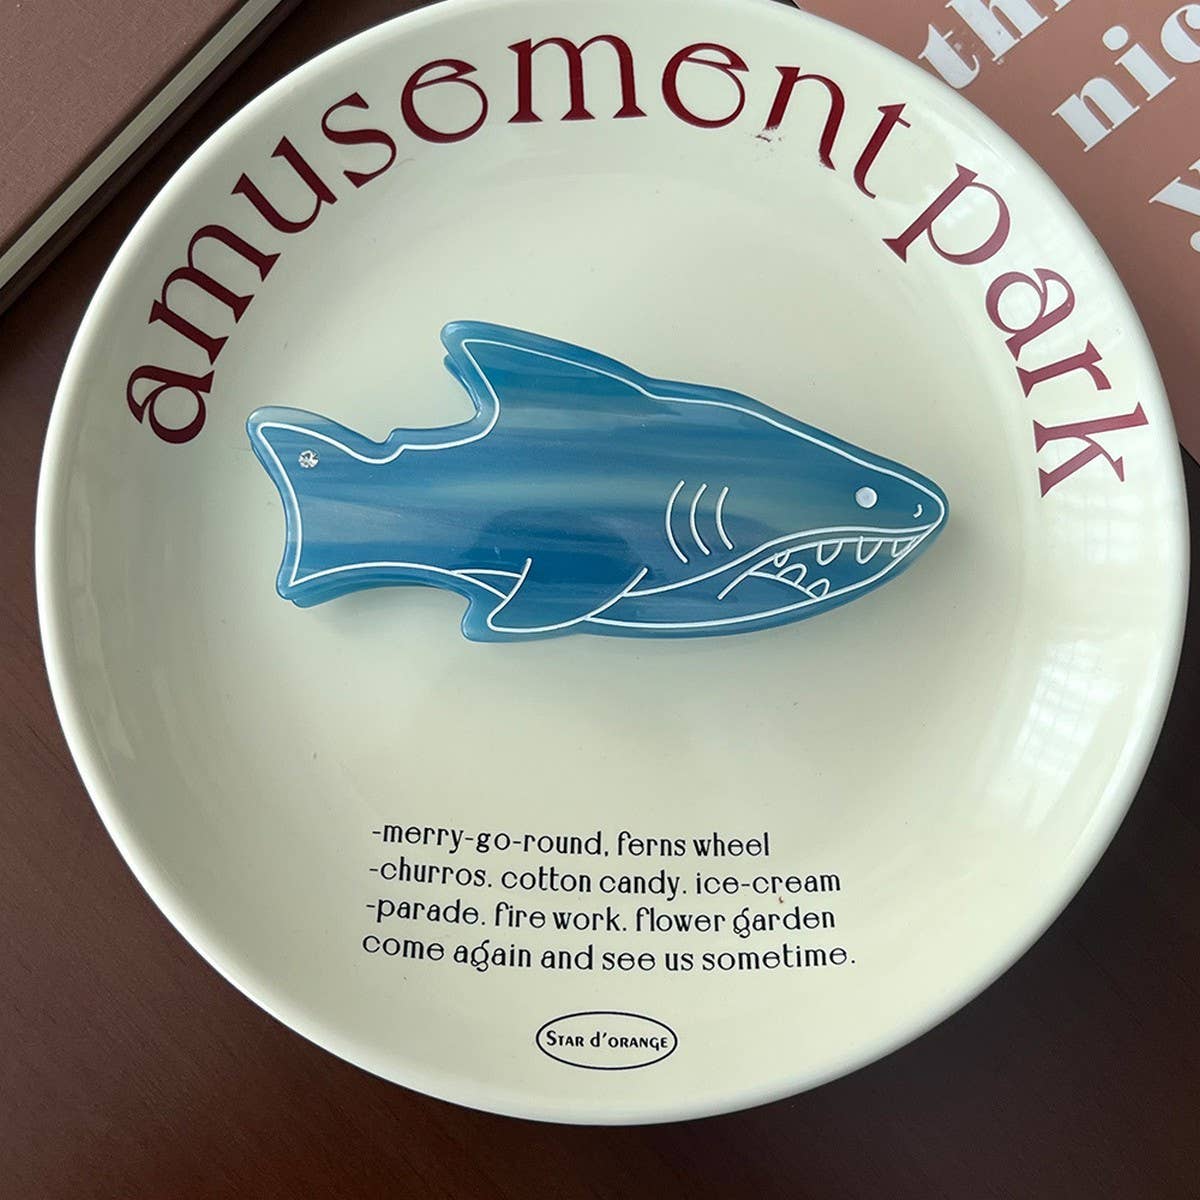 amusement park
-merry-go-round, ferns wheel
-churros. cotton candy. ice-cream
-parade. fire work. flower garden
come again and see us sometime.
STAR d'ORANGE